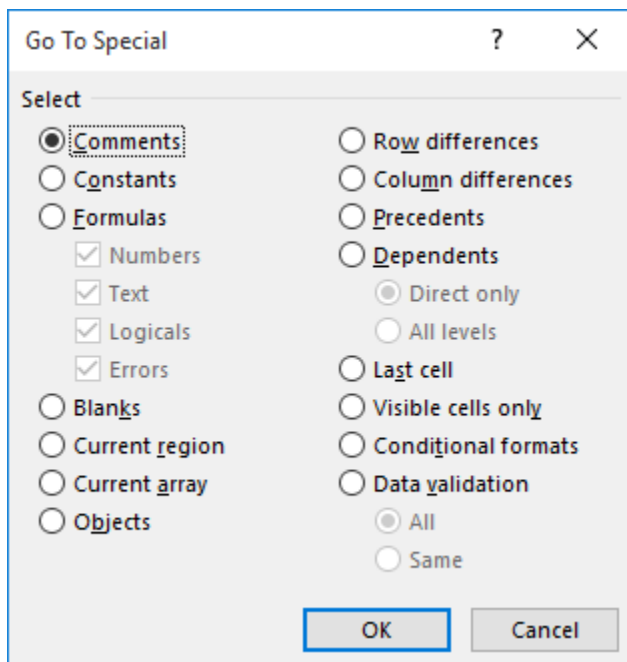 Go To Special
Select
Comments
Constants
Formulas
Numbers
Text
Logicals
Errors
Blanks
Current region
Current array
Objects
Row differences
Column differences
Precedents
Dependents
Direct only
All levels
Last cell
Visible cells only
Conditional formats
Data validation
All
Same
OK
Cancel